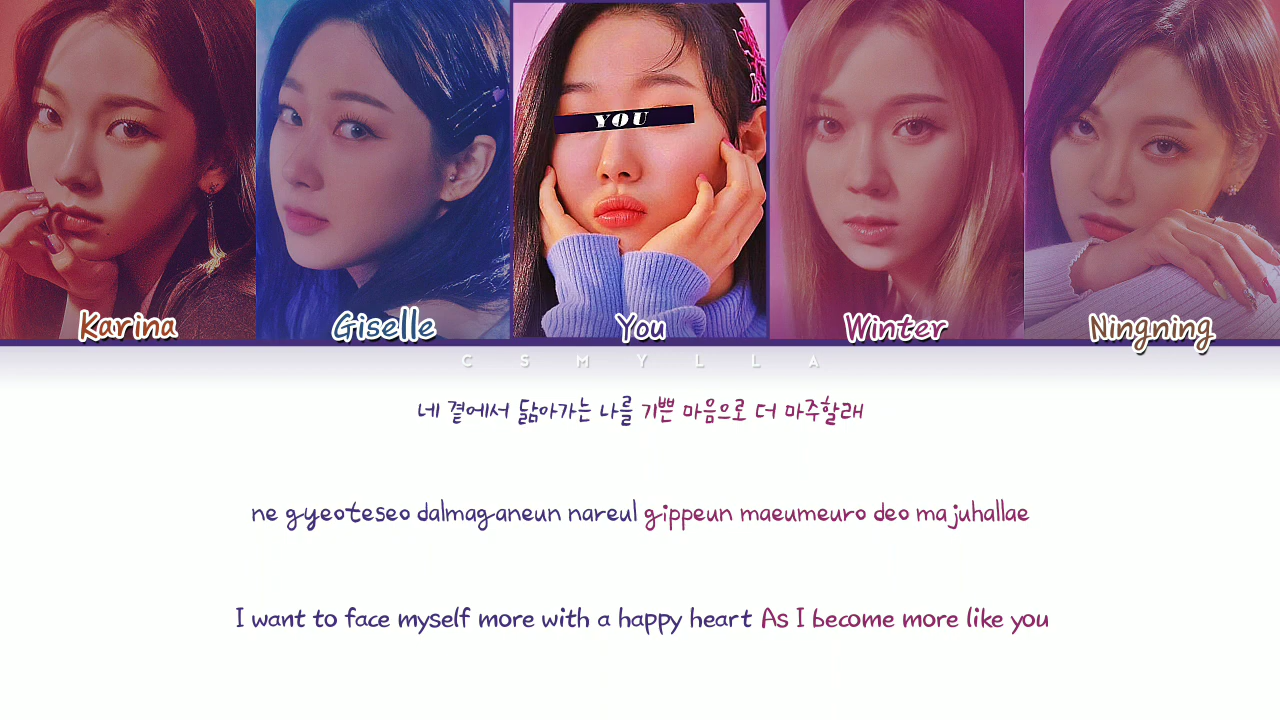 YOU
Karina
Giselle
You
Winter
Ningning
CSMYLLA
네 곁에서 닮아가는 나를 기쁜 마음으로 더 마주할래
ne gyeoteseo dalmaganeun nareul gippeun maeumeuro deo majuhallae
I want to face myself more with a happy heart As I become more like you